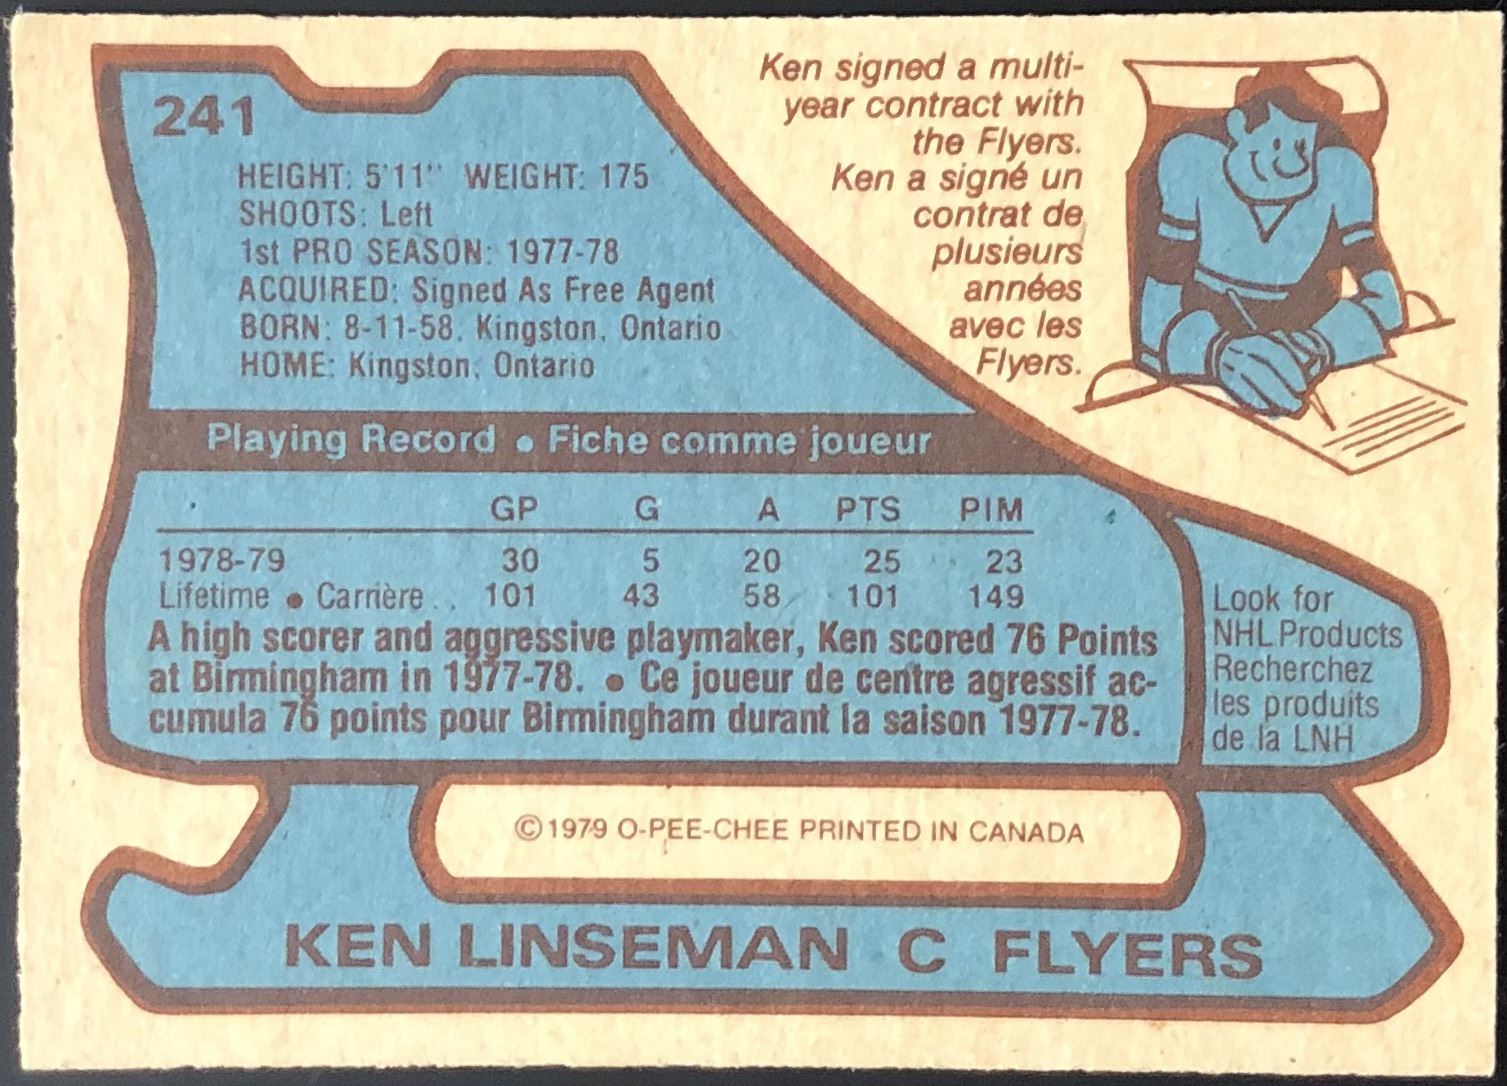 241
HEIGHT: 5'11" WEIGHT: 175
SHOOTS: Left
1st PRO SEASON: 1977-78
ACQUIRED: Signed As Free Agent
BORN: 8-11-58, Kingston, Ontario
HOME: Kingston, Ontario
Ken signed a multi-
year contract with
the Flyers.
Ken a signé un
contrat de
plusieurs
années
avec les
Flyers.
Playing Record • Fiche comme joueur
GP G A PTS PIM
1978-79 30 5 20 25 23
Lifetime • Carrière .. 101 43 58 101 149
A high scorer and aggressive playmaker, Ken scored 76 Points
at Birmingham in 1977-78. • Ce joueur de centre agressif ac-
cumula 76 points pour Birmingham durant la saison 1977-78.
Look for
NHL Products
Recherchez
les produits
de la LNH
©1979 O-PEE-CHEE PRINTED IN CANADA
KEN LINSEMAN C FLYERS